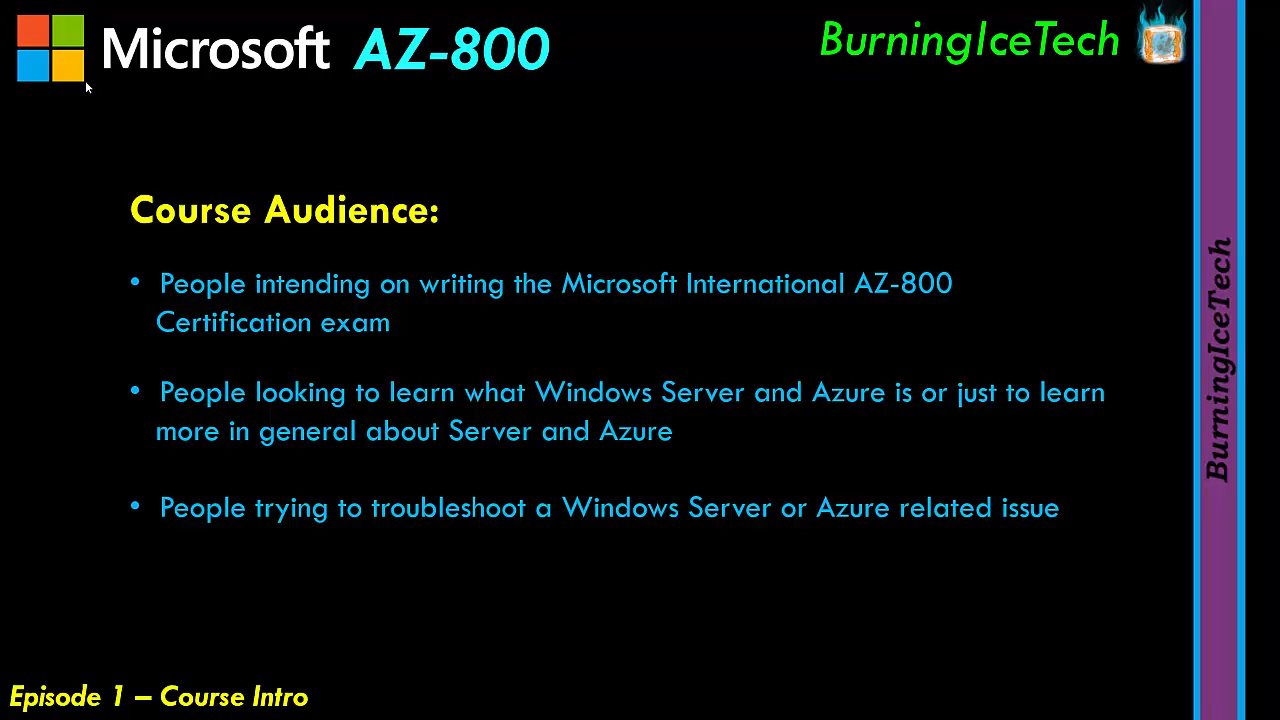 Microsoft AZ-800
BurningIceTech
Course Audience:
• People intending on writing the Microsoft International AZ-800
Certification exam
• People looking to learn what Windows Server and Azure is or just to learn
more in general about Server and Azure
• People trying to troubleshoot a Windows Server or Azure related issue
BurningIceTech
Episode 1 – Course Intro